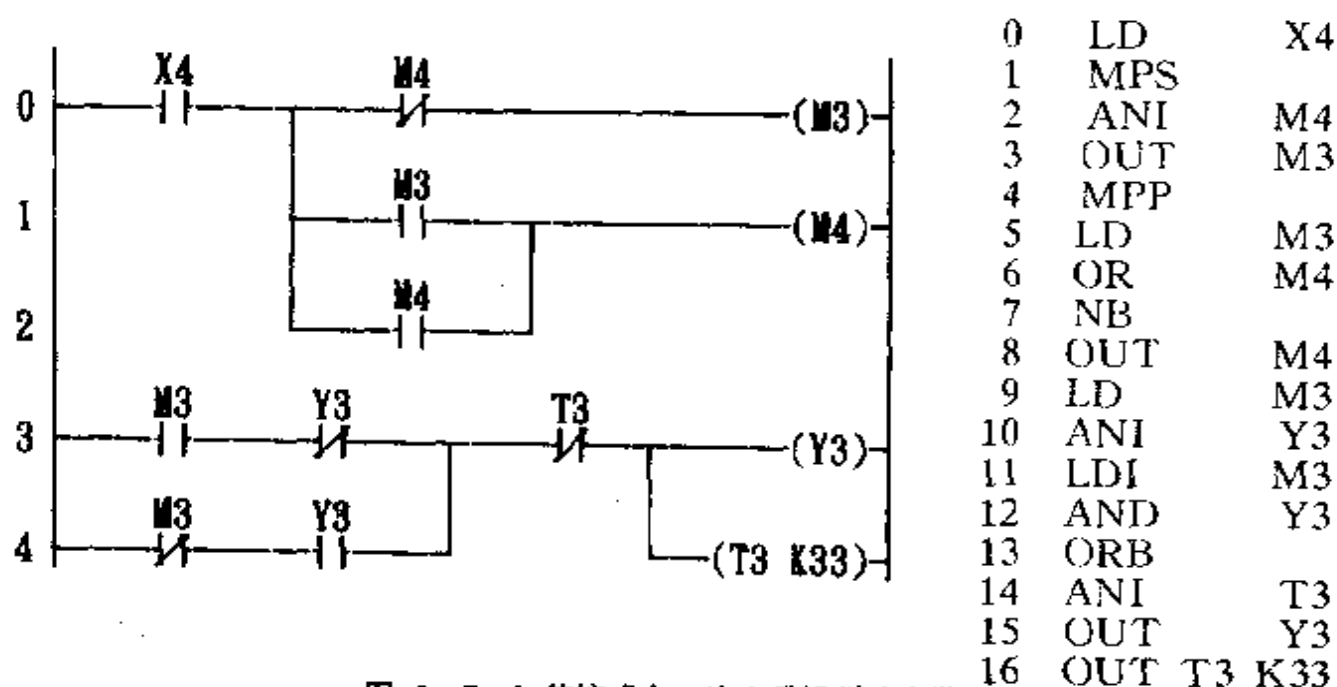 X4 M4
0 (M3)
M3
1 (M4)
M4
2
M3 Y3 T3
3 (Y3)
M3 Y3
4 (T3 K33)
0 LD X4
1 MPS
2 ANI M4
3 OUT M3
4 MPP
5 LD M3
6 OR M4
7 NB
8 OUT M4
9 LD M3
10 ANI Y3
11 LDI M3
12 AND Y3
13 ORB
14 ANI T3
15 OUT Y3
16 OUT T3 K33